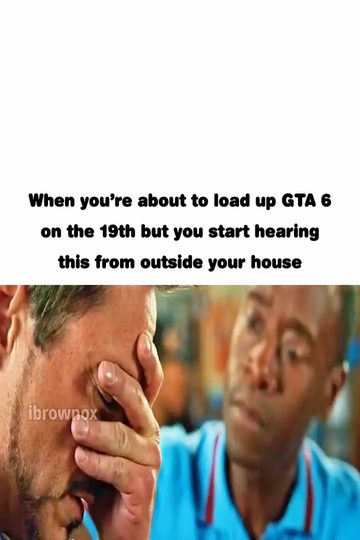 When you’re about to load up GTA 6
on the 19th but you start hearing
this from outside your house
ibrownox